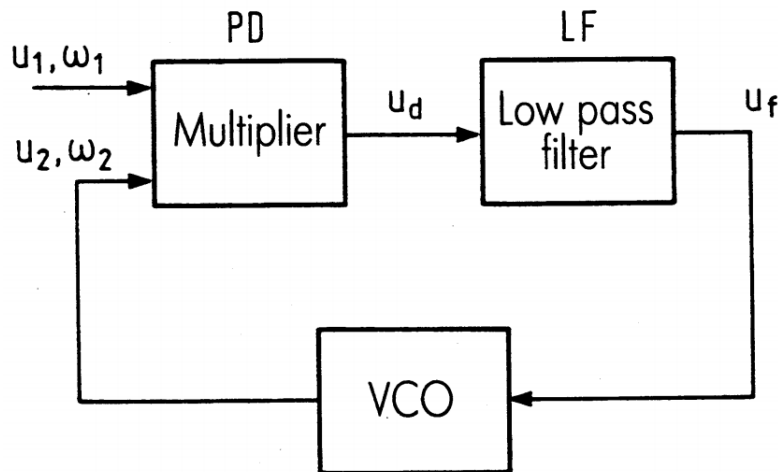 PD
LF
u1, ω1
u2, ω2
Multiplier
ud
Low pass
filter
uf
VCO